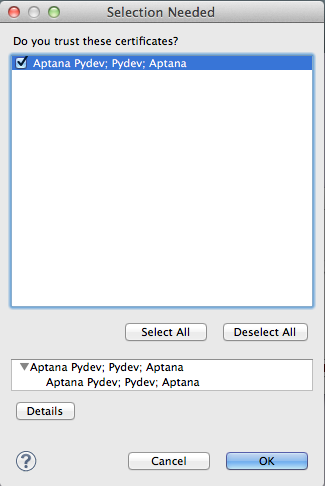 Selection Needed
Do you trust these certificates?
Aptana Pydev; Pydev; Aptana
Select All
Deselect All
Aptana Pydev; Pydev; Aptana
Aptana Pydev; Pydev; Aptana
Details
?
Cancel
OK